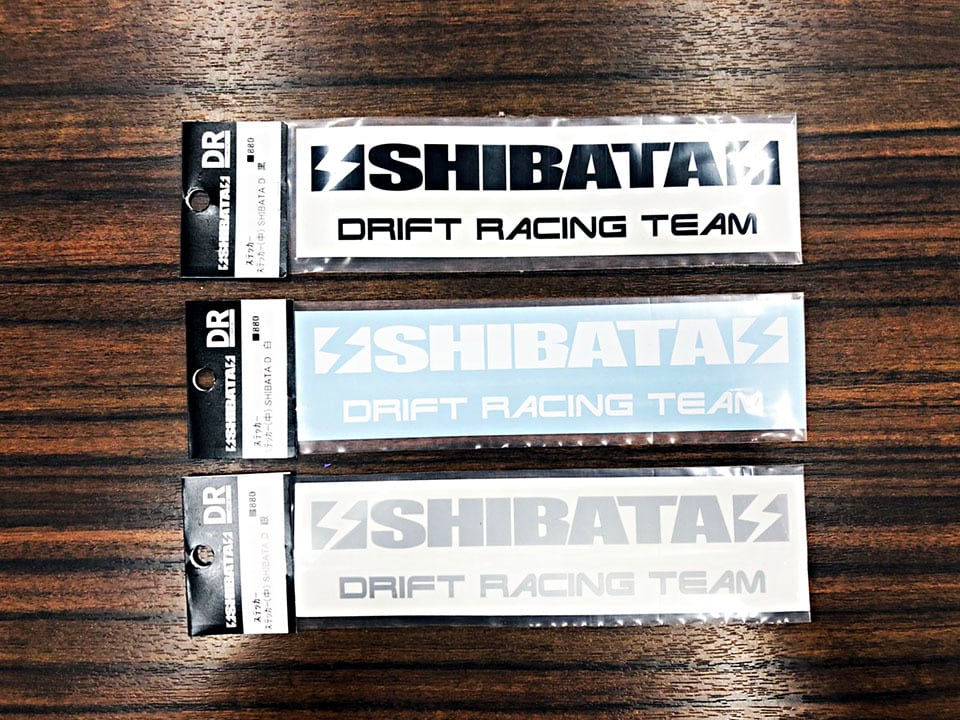 DR
SHIBATA
■880
ステッカー
ステッカー(中) SHIBATA D 黒
SHIBATA
DRIFT RACING TEAM
DR
SHIBATA
■880
ステッカー
ステッカー(中) SHIBATA D 白
SHIBATA
DRIFT RACING TEAM
DR
SHIBATA
■880
ステッカー
ステッカー(中) SHIBATA D 銀
SHIBATA
DRIFT RACING TEAM